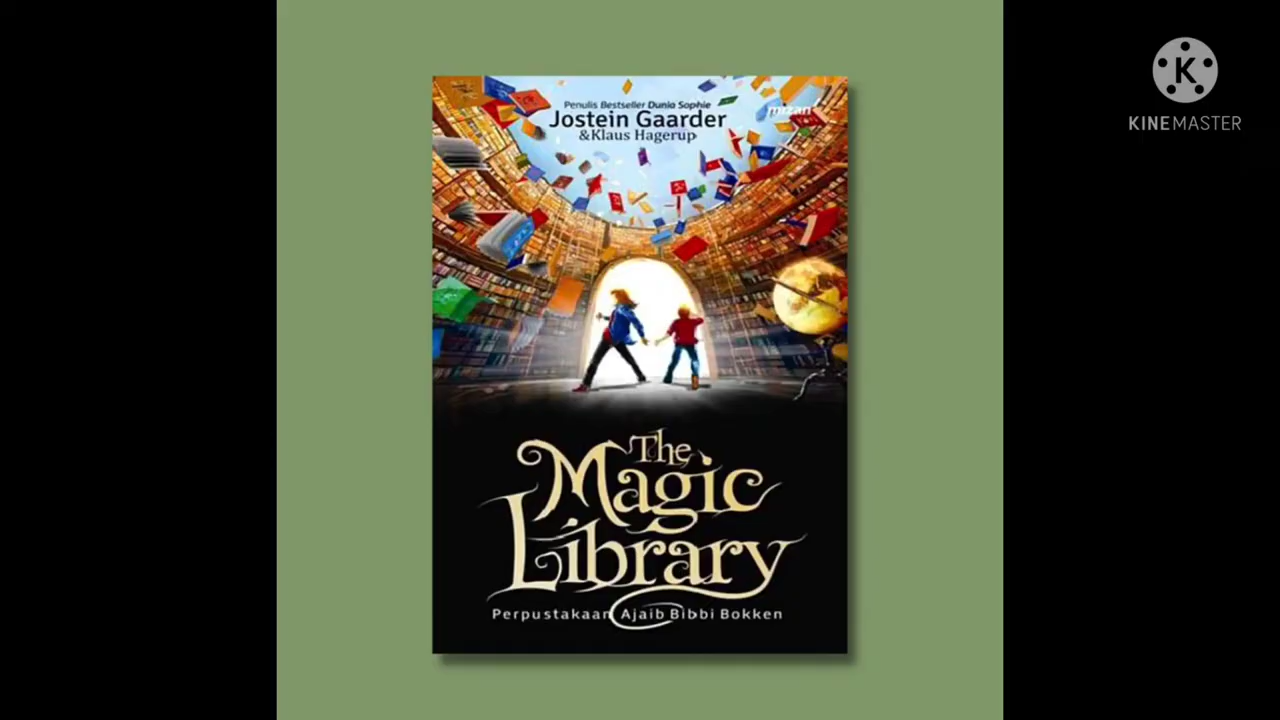 Penulis Bestseller Dunia Sophie
Jostein Gaarder
&Klaus Hagerup
mizan
The
Magic
Library
Perpustakaan Ajaib Bibbi Bokken
K
KINEMASTER